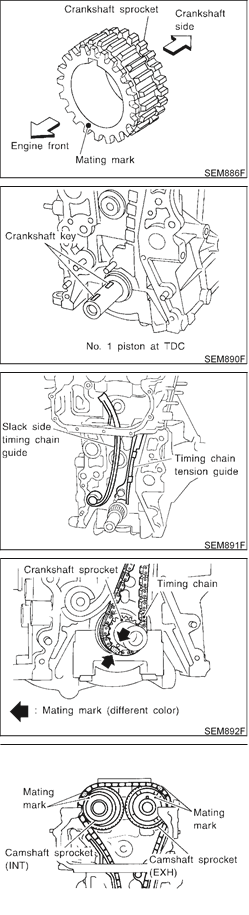 Crankshaft sprocket
Crankshaft
side
Engine front
Mating mark
SEM886F
Crankshaft key
No. 1 piston at TDC
SEM890F
Slack side
timing chain
guide
Timing chain
tension guide
SEM891F
Crankshaft sprocket
Timing chain
: Mating mark (different color)
SEM892F
Mating
mark
Mating
mark
Camshaft sprocket
(INT)
Camshaft sprocket
(EXH)